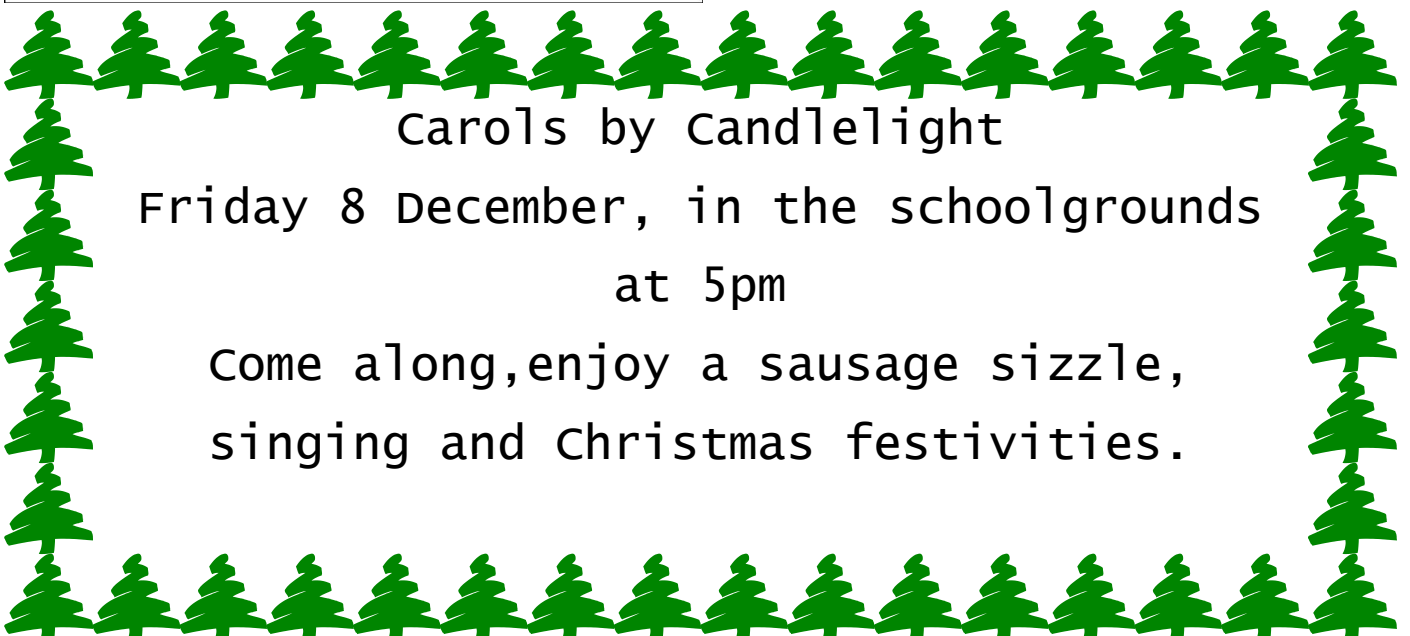 Carols by Candlelight
Friday 8 December, in the schoolgrounds
at 5pm
Come along,enjoy a sausage sizzle,
singing and Christmas festivities.